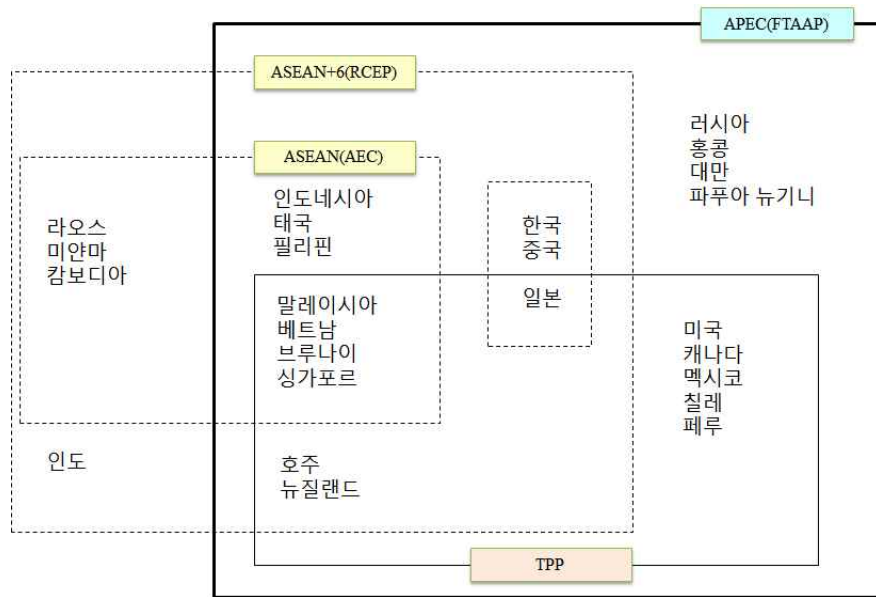 APEC(FTAAP)
ASEAN+6(RCEP)
러시아
홍콩
대만
파푸아 뉴기니
ASEAN(AEC)
인도네시아
태국
필리핀
한국
중국
라오스
미얀마
캄보디아
일본
말레이시아
베트남
브루나이
싱가포르
미국
캐나다
멕시코
칠레
페루
인도
호주
뉴질랜드
TPP